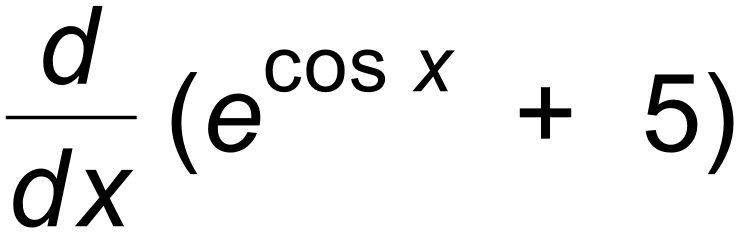 d/dx (e^cos x + 5)